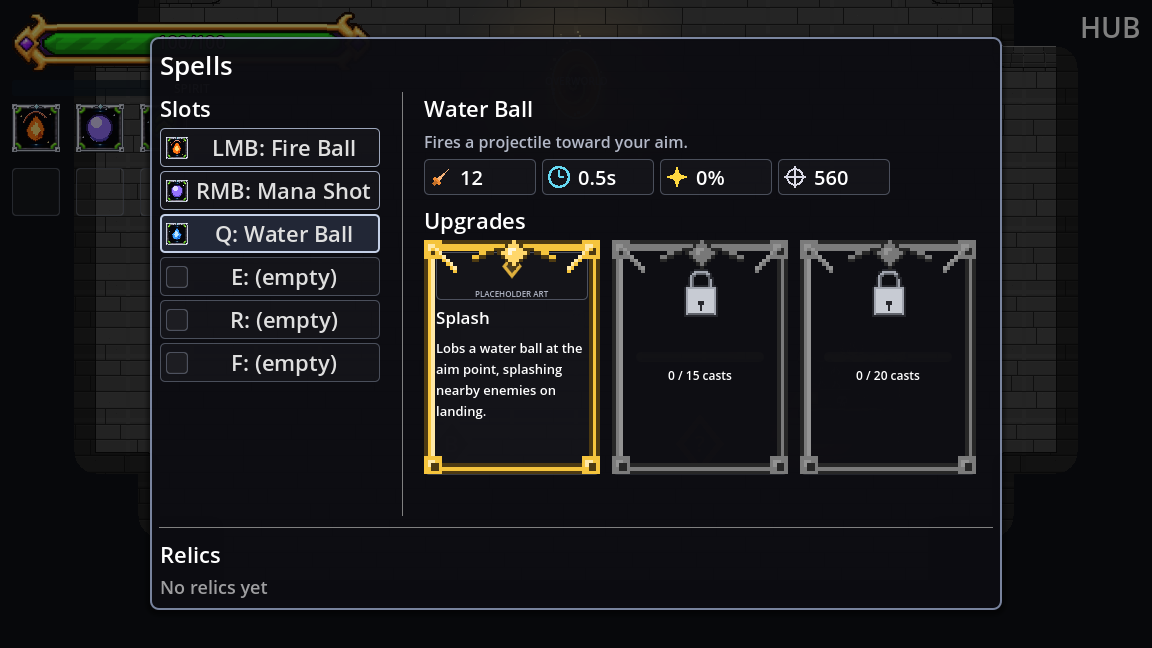 HUB
Spells
Slots
LMB: Fire Ball
RMB: Mana Shot
Q: Water Ball
E: (empty)
R: (empty)
F: (empty)
Water Ball
Fires a projectile toward your aim.
12
0.5s
0%
560
Upgrades
PLACEHOLDER ART
Splash
Lobs a water ball at the
aim point, splashing
nearby enemies on
landing.
0 / 15 casts
0 / 20 casts
Relics
No relics yet